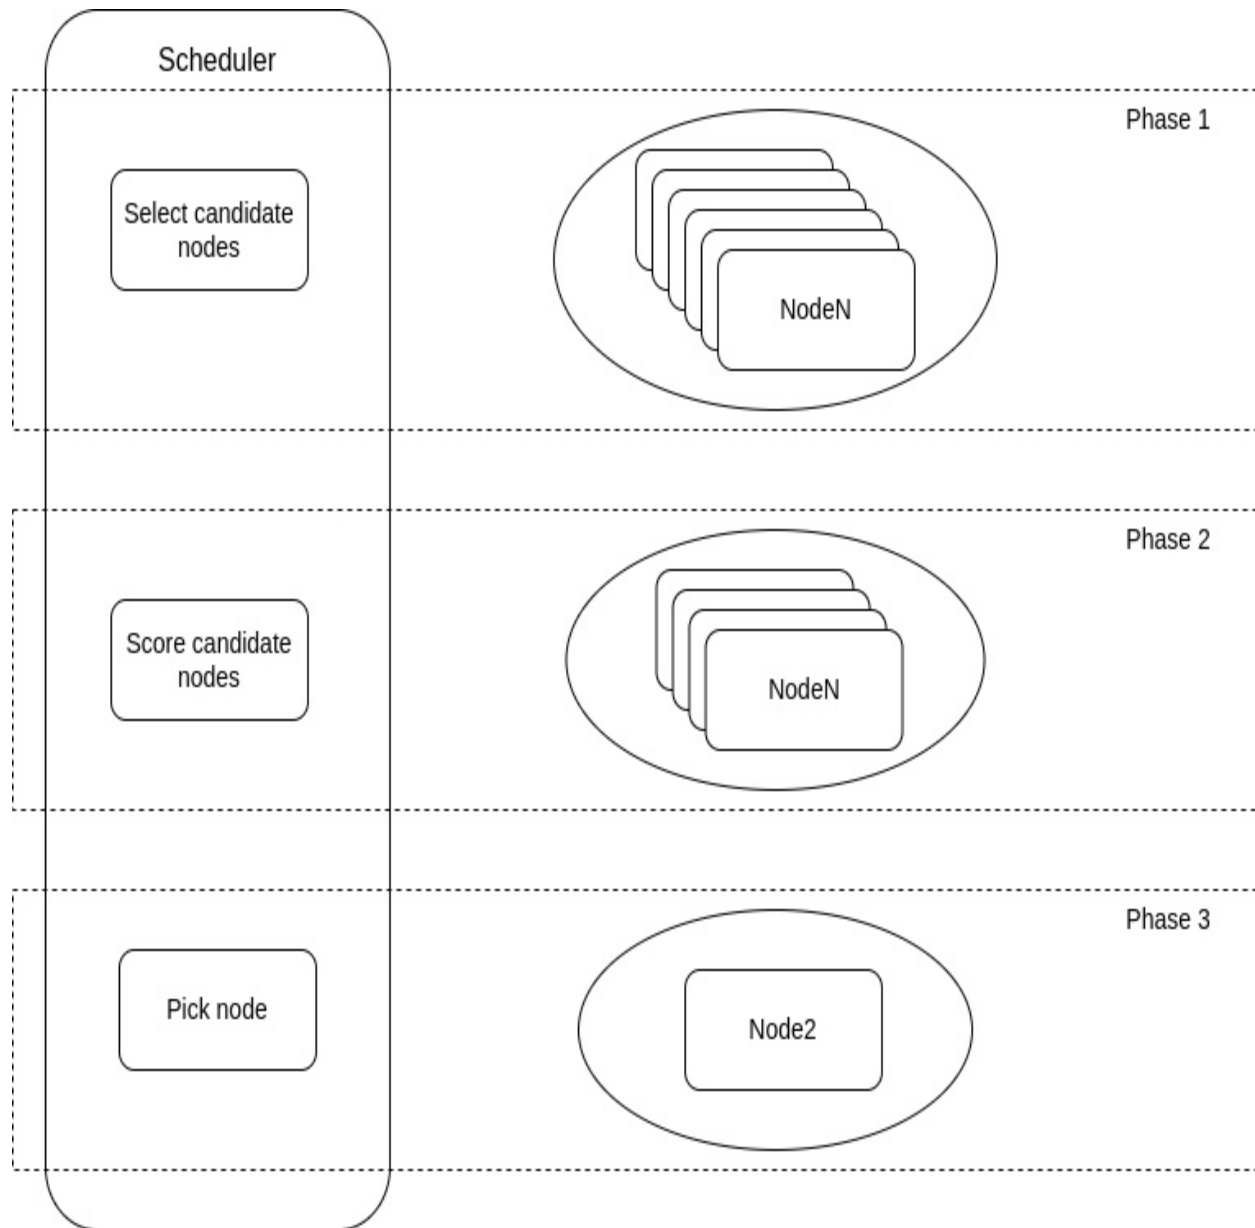 Scheduler
Phase 1
Select candidate
nodes
NodeN
Phase 2
Score candidate
nodes
NodeN
Phase 3
Pick node
Node2